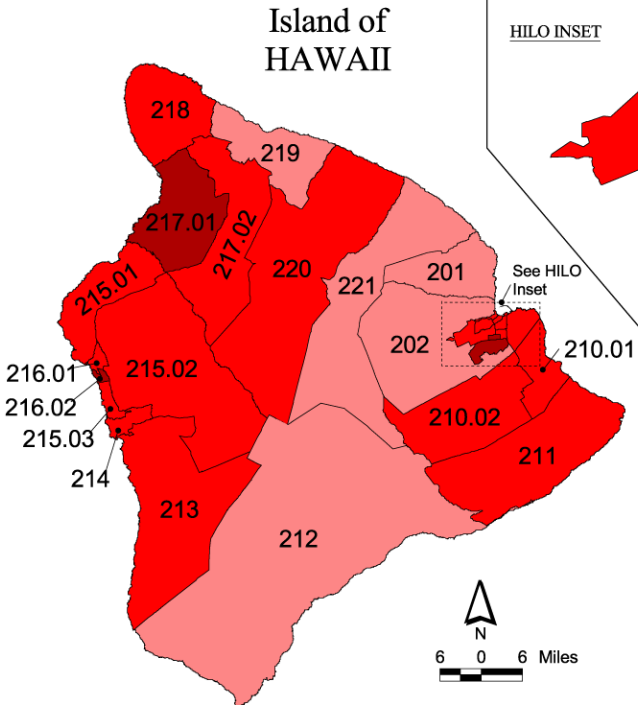 Island of
HAWAII
HILO INSET
218
219
217.01
217.02
220
215.01
221
201
See HILO
Inset
202
210.01
216.01
215.02
216.02
215.03
210.02
214
211
213
212
N
6 0 6 Miles